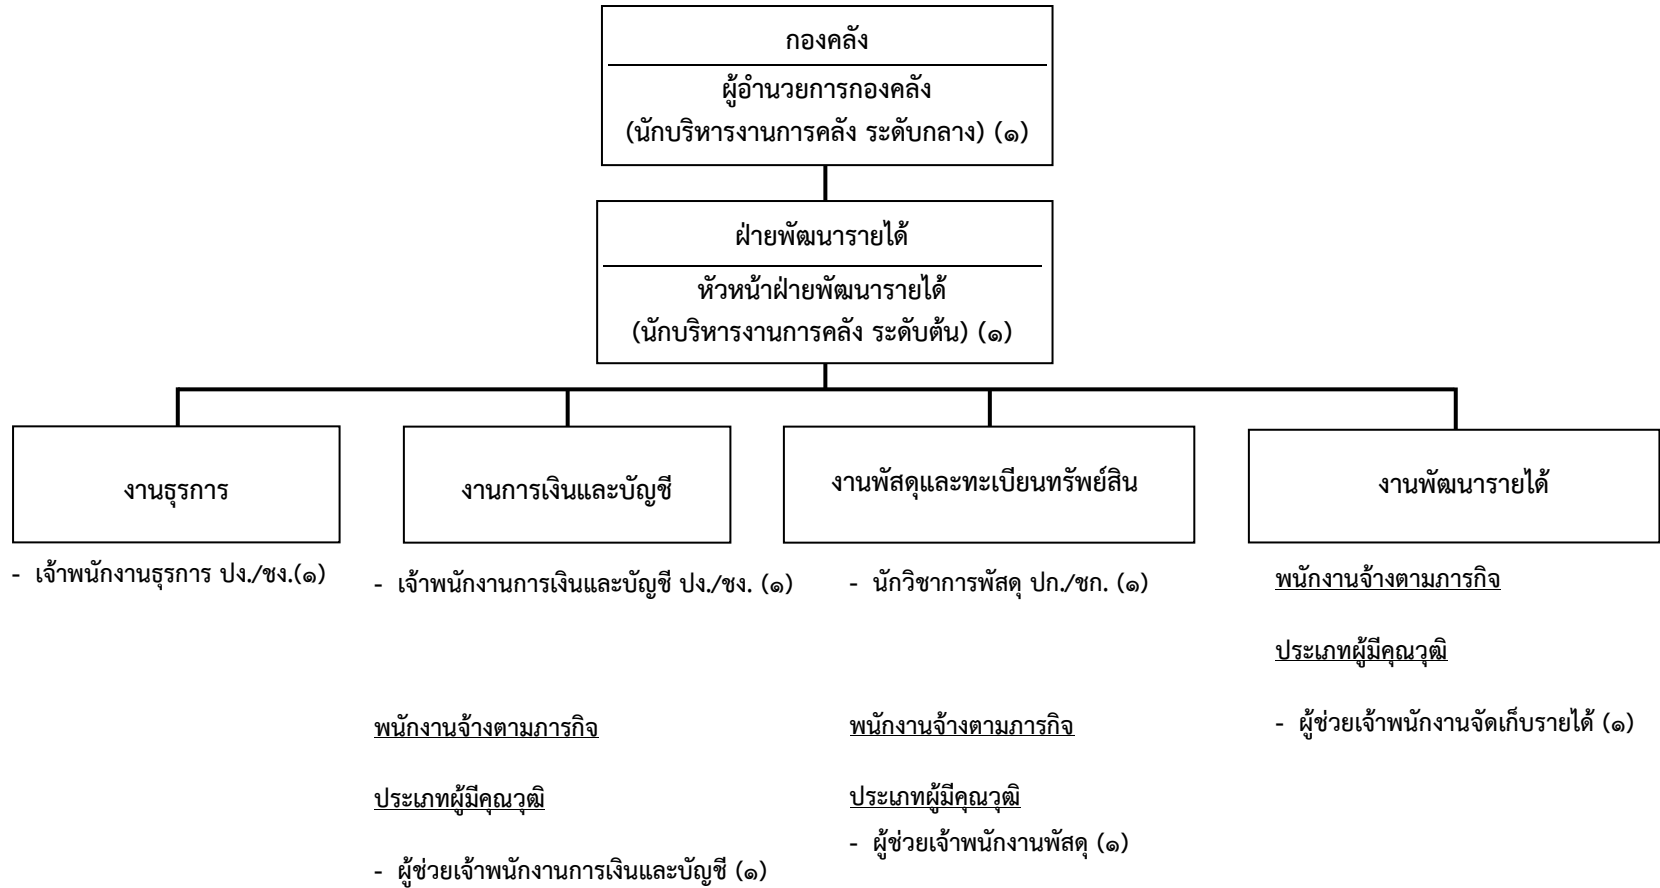 กองคลัง
ผู้อำนวยการกองคลัง
(นักบริหารงานการคลัง ระดับกลาง) (๑)
ฝ่ายพัฒนารายได้
หัวหน้าฝ่ายพัฒนารายได้
(นักบริหารงานการคลัง ระดับต้น) (๑)
งานธุรการ
- เจ้าพนักงานธุรการ ปง./ชง.(๑)
งานการเงินและบัญชี
- เจ้าพนักงานการเงินและบัญชี ปง./ชง. (๑)
พนักงานจ้างตามภารกิจ
ประเภทผู้มีคุณวุฒิ
- ผู้ช่วยเจ้าพนักงานการเงินและบัญชี (๑)
งานพัสดุและทะเบียนทรัพย์สิน
- นักวิชาการพัสดุ ปก./ชก. (๑)
พนักงานจ้างตามภารกิจ
ประเภทผู้มีคุณวุฒิ
- ผู้ช่วยเจ้าพนักงานพัสดุ (๑)
งานพัฒนารายได้
พนักงานจ้างตามภารกิจ
ประเภทผู้มีคุณวุฒิ
- ผู้ช่วยเจ้าพนักงานจัดเก็บรายได้ (๑)